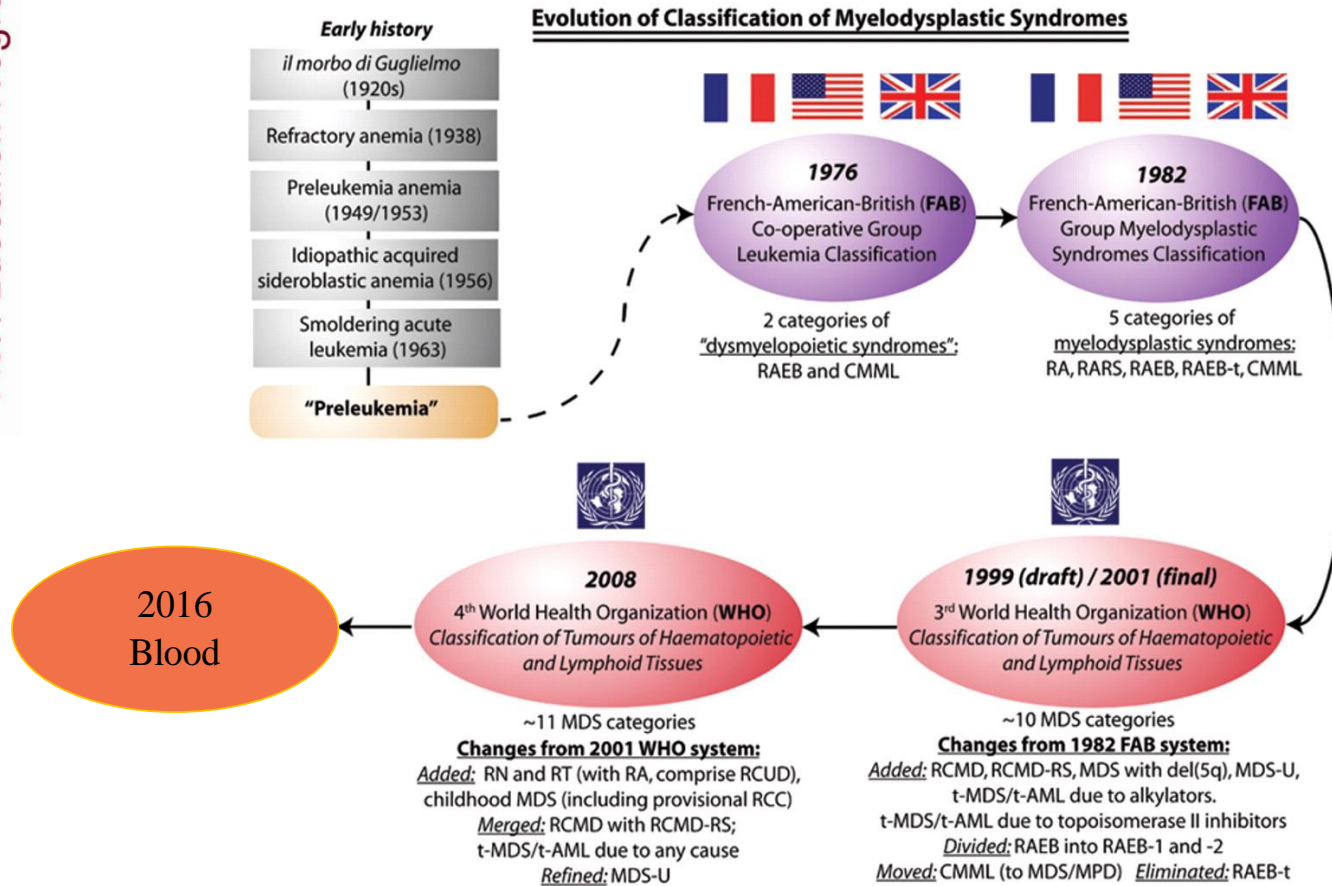 Evolution of Classification of Myelodysplastic Syndromes
Early history
il morbo di Guglielmo
(1920s)
Refractory anemia (1938)
Preleukemia anemia
(1949/1953)
Idiopathic acquired
sideroblastic anemia (1956)
Smoldering acute
leukemia (1963)
"Preleukemia"
1976
French-American-British (FAB)
Co-operative Group
Leukemia Classification
2 categories of
"dysmyelopoietic syndromes":
RAEB and CMML
1982
French-American-British (FAB)
Group Myelodysplastic
Syndromes Classification
5 categories of
myelodysplastic syndromes:
RA, RARS, RAEB, RAEB-t, CMML
1999 (draft) / 2001 (final)
3rd World Health Organization (WHO)
Classification of Tumours of Haematopoietic
and Lymphoid Tissues
~10 MDS categories
Changes from 1982 FAB system:
Added: RCMD, RCMD-RS, MDS with del(5q), MDS-U,
t-MDS/t-AML due to alkylators.
t-MDS/t-AML due to topoisomerase II inhibitors
Divided: RAEB into RAEB-1 and -2
Moved: CMML (to MDS/MPD) Eliminated: RAEB-t
2008
4th World Health Organization (WHO)
Classification of Tumours of Haematopoietic
and Lymphoid Tissues
~11 MDS categories
Changes from 2001 WHO system:
Added: RN and RT (with RA, comprise RCUD),
childhood MDS (including provisional RCC)
Merged: RCMD with RCMD-RS;
t-MDS/t-AML due to any cause
Refined: MDS-U
2016
Blood